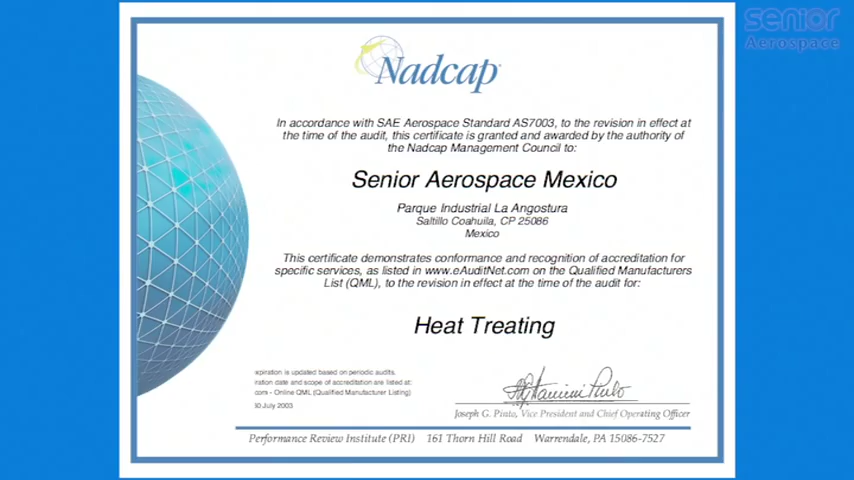 senior
Aerospace
Nadcap
In accordance with SAE Aerospace Standard AS7003, to the revision in effect at
the time of the audit, this certificate is granted and awarded by the authority of
the Nadcap Management Council to:
Senior Aerospace Mexico
Parque Industrial La Angostura
Saltillo Coahuila, CP 25086
Mexico
This certificate demonstrates conformance and recognition of accreditation for
specific services, as listed in www.eAuditNet.com on the Qualified Manufacturers
List (QML), to the revision in effect at the time of the audit for:
Heat Treating
xpiration is updated based on periodic audits.
ration date and scope of accreditation are listed at:
com - Online QML (Qualified Manufacturer Listing)
30 July 2003
Joseph G. Pinto, Vice President and Chief Operating Officer
Performance Review Institute (PRI) 161 Thorn Hill Road Warrendale, PA 15086-7527